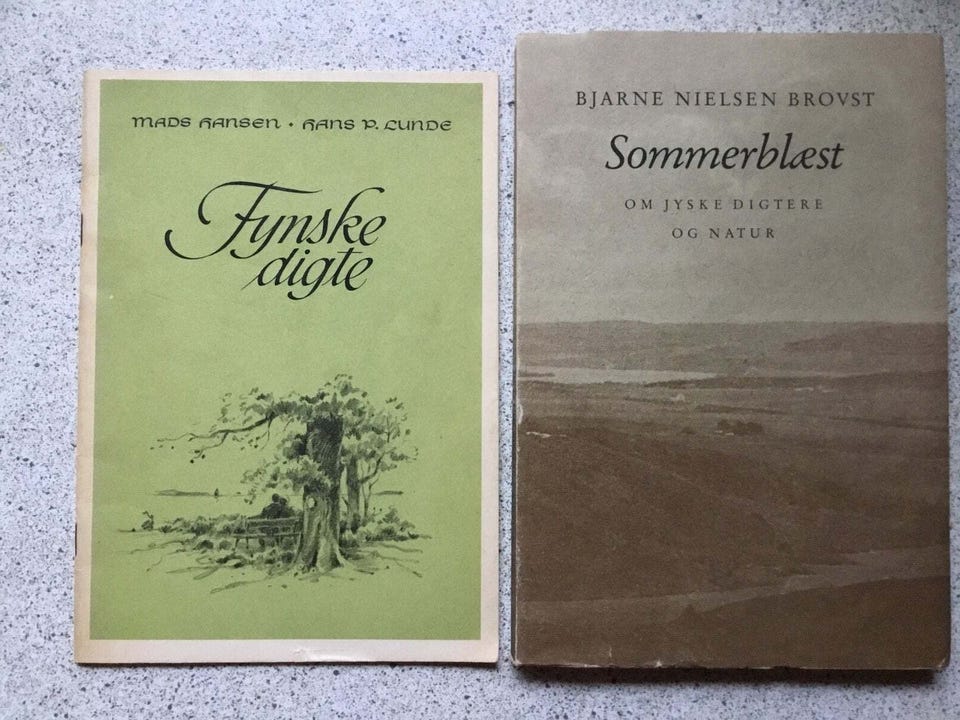 MADS HANSEN • HANS P. LUNDE
Fynske
digte
BJARNE NIELSEN BROVST
Sommerblæst
OM JYSKE DIGTERE
OG NATUR